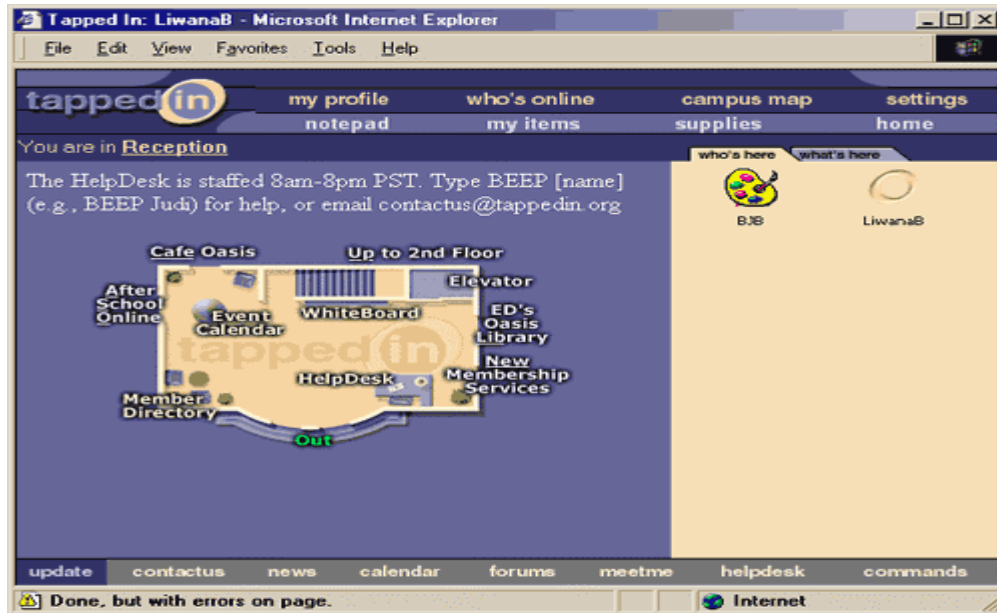 Tapped In: LiwanaB - Microsoft Internet Explorer
File Edit View Favorites Tools Help
tapped in
my profile who's online campus map settings
notepad my items supplies home
You are in Reception
who's here what's here
The HelpDesk is staffed 8am-8pm PST. Type BEEP [name]
(e.g., BEEP Judi) for help, or email contactus@tappedin.org
BJB LiwanaB
Cafe Oasis
Up to 2nd Floor
Elevator
After
School
Online
Event
Calendar
WhiteBoard
ED's
Oasis
Library
tapped in
HelpDesk
New
Membership
Services
Member
Directory
Out
update contactus news calendar forums meetme helpdesk commands
Done, but with errors on page. Internet